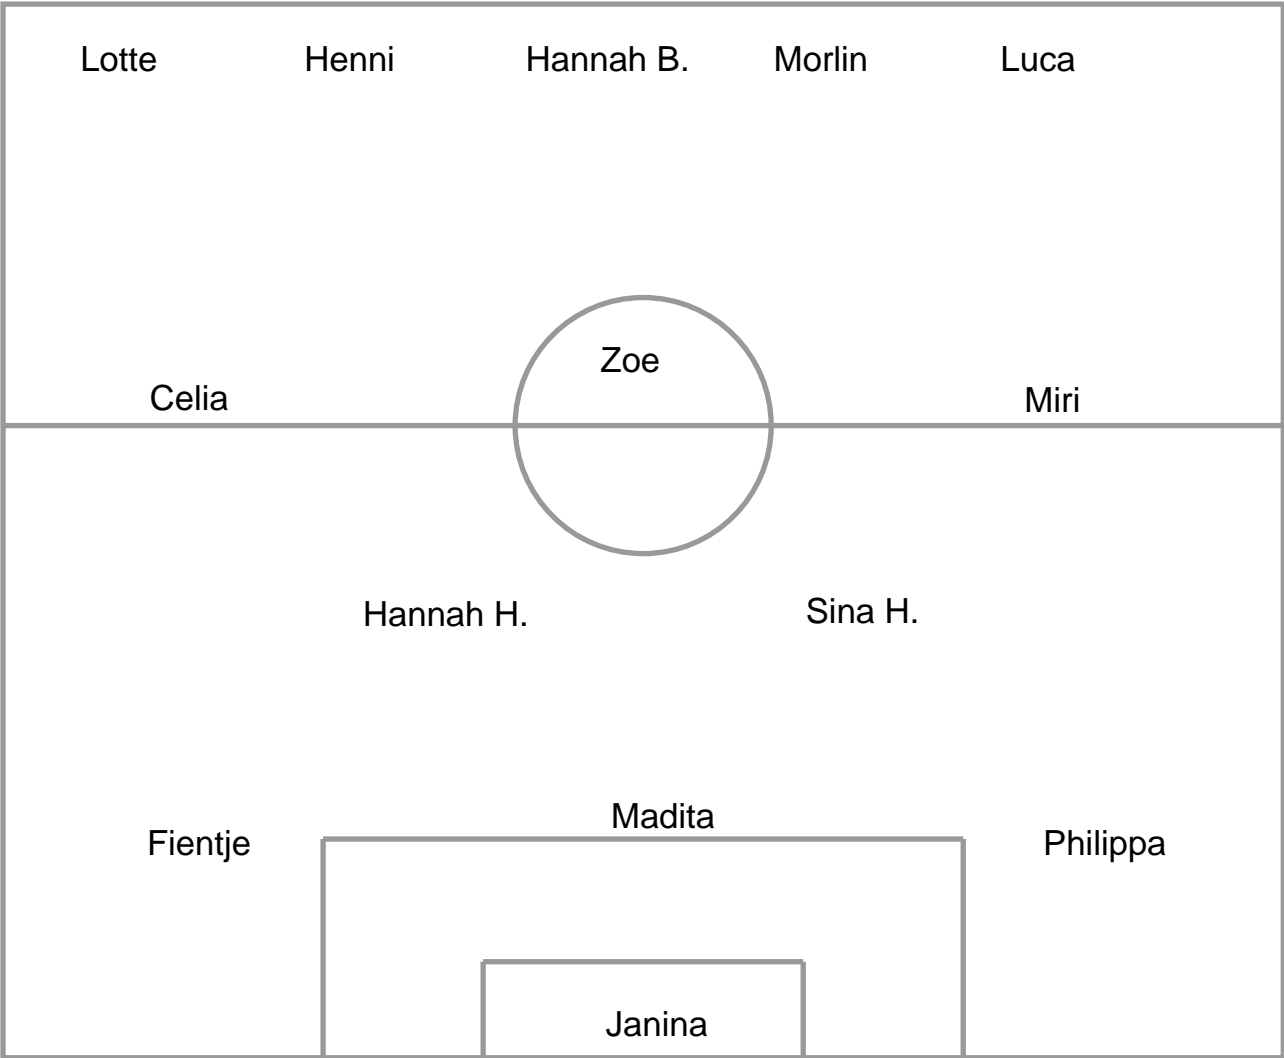 Lotte Henni Hannah B. Morlin Luca
Zoe
Celia Miri
Hannah H. Sina H.
Madita
Fientje Philippa
Janina